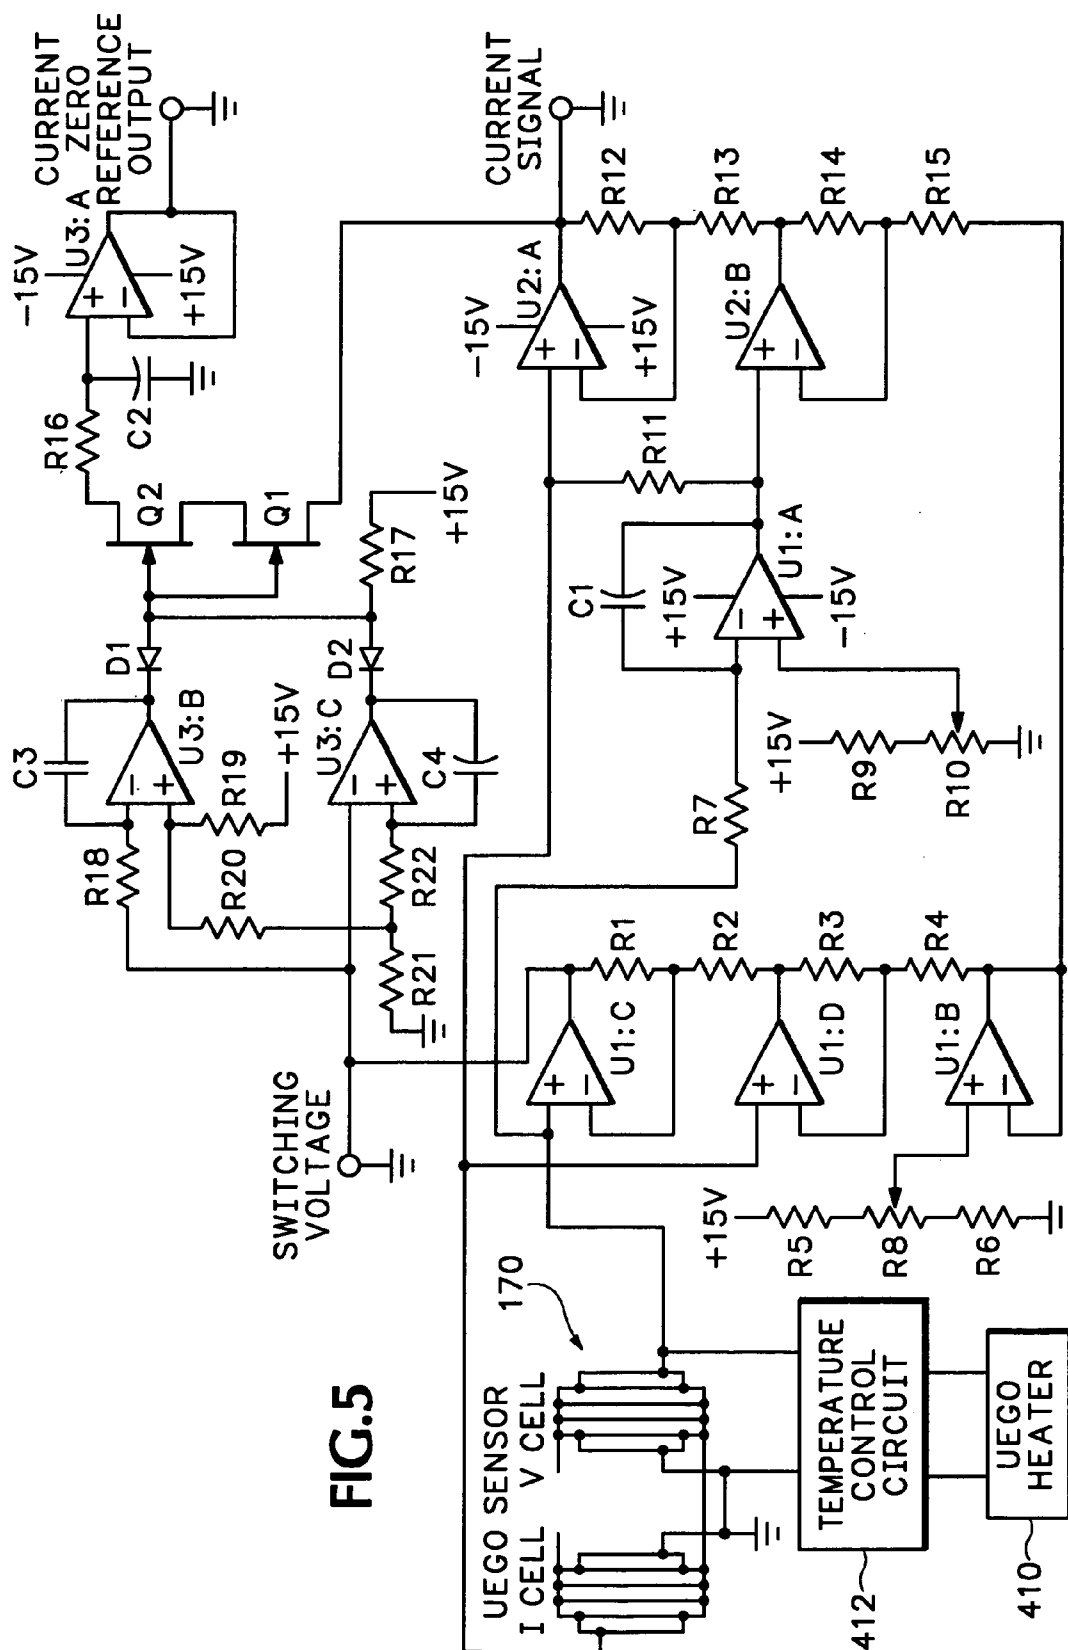 FIG.5
CURRENT
ZERO
REFERENCE
OUTPUT
-15V
U3:A
+
−
+15V
R16
C2
Q2
Q1
D1
D2
R17
+15V
C3
−
+
U3:B
R18
R19
+15V
R20
U3:C
−
+
C4
R22
R21
SWITCHING
VOLTAGE
CURRENT
SIGNAL
-15V
U2:A
+
−
+15V
R12
R13
R14
R15
U2:B
+
−
R11
C1
+15V
U1:A
−
+
-15V
R7
+15V
R9
R10
R1
R2
R3
R4
U1:C
+
−
U1:D
+
−
U1:B
+
−
+15V
R5
R8
R6
170
UEGO SENSOR
I CELL V CELL
TEMPERATURE
CONTROL
CIRCUIT
412
UEGO
HEATER
410